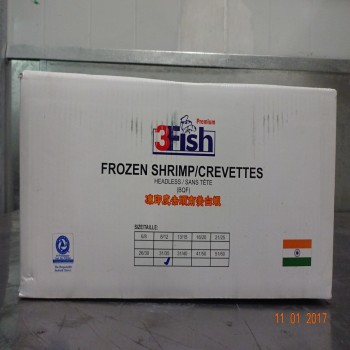 Premium
3Fish
FROZEN SHRIMP/CREVETTES
HEADLESS / SANS TÊTE
(BQF)
SIZE/TAILLE:
6/8 8/12 13/15 16/20 21/25
26/30 31/35 31/40 41/50 51/60
11 01 2017